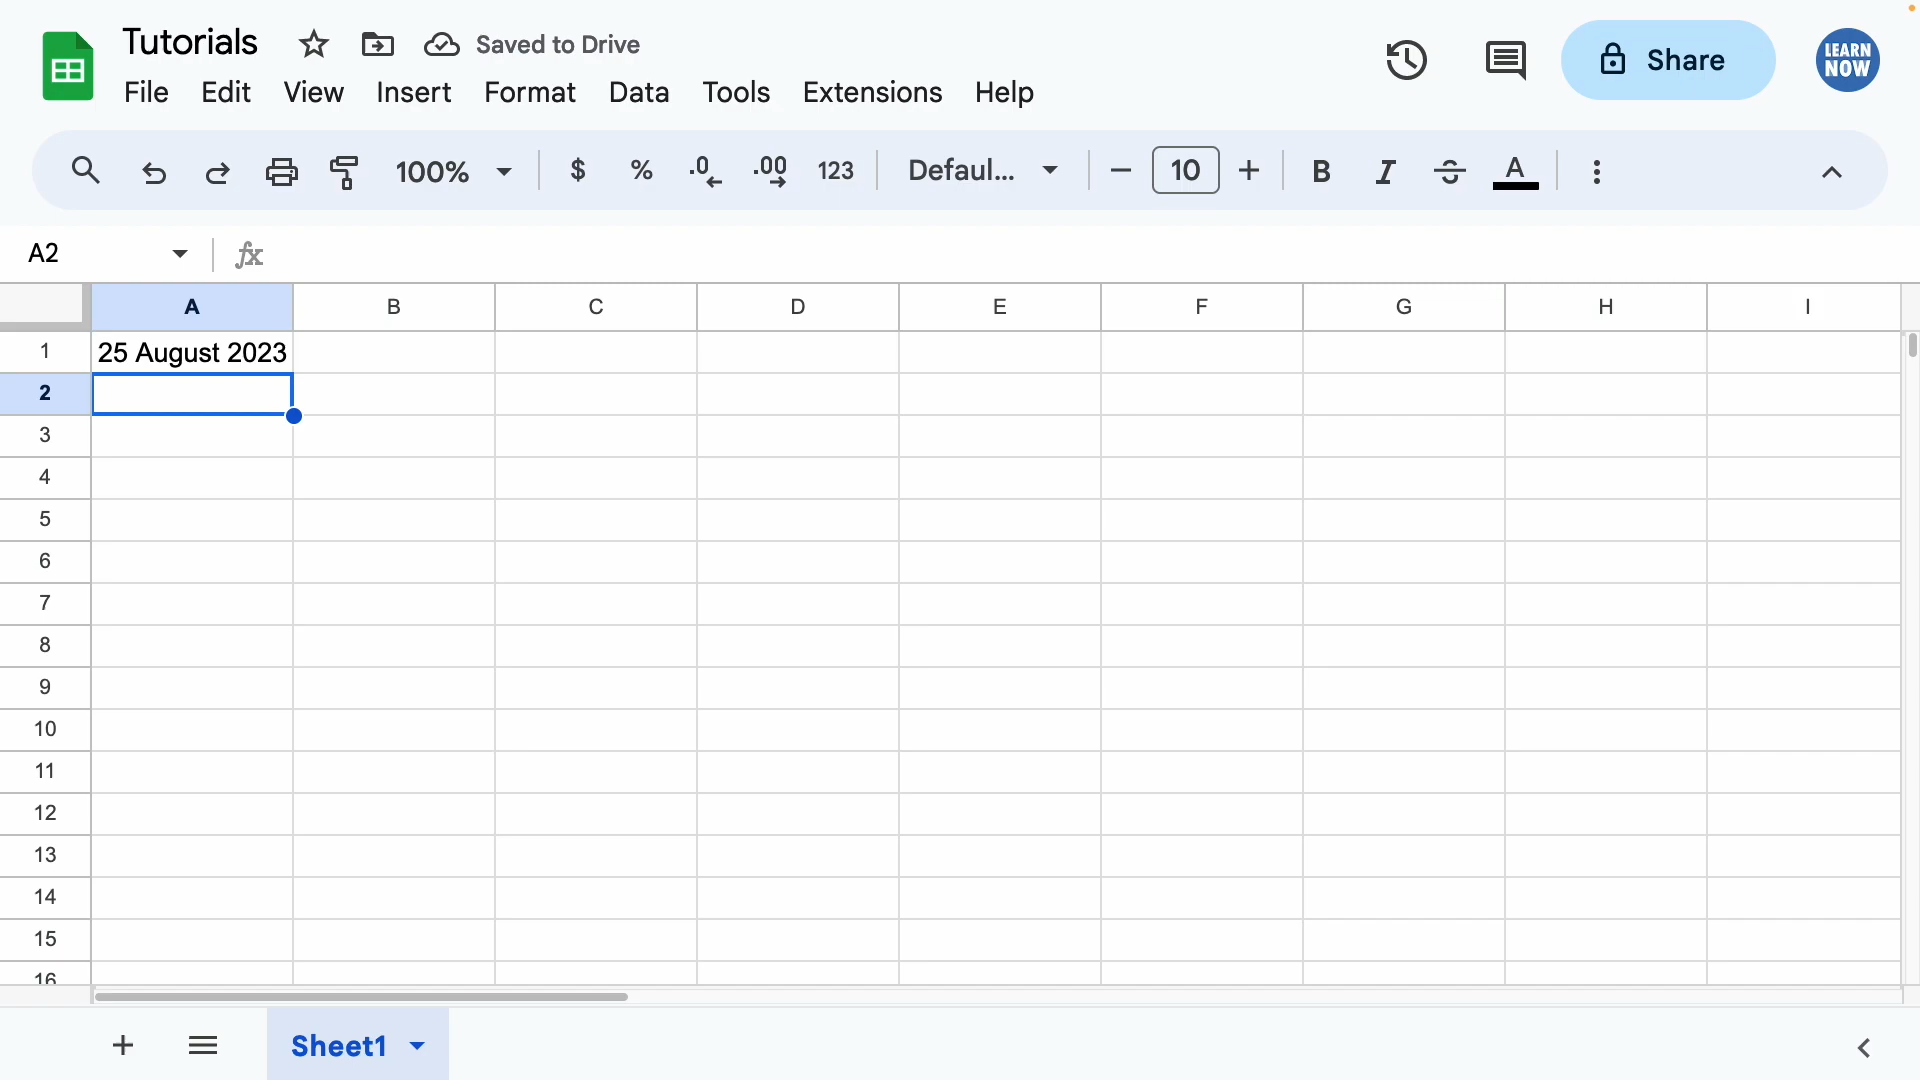 Tutorials Saved to Drive
File Edit View Insert Format Data Tools Extensions Help
Share
LEARN
NOW
100% $ % .0 .00 123 Defaul... 10 B I S A
A2 fx
A B C D E F G H I
1 25 August 2023
2
3
4
5
6
7
8
9
10
11
12
13
14
15
16
Sheet1